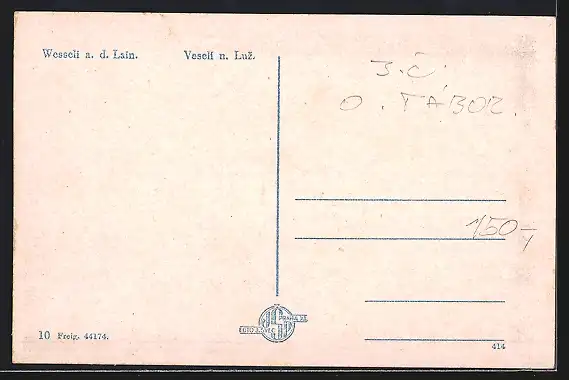 Wesseli a. d. Lain. Veselí n. Luž.
J.Č.
O. TÁBOR.
150-
10 Freig. 44174.
414